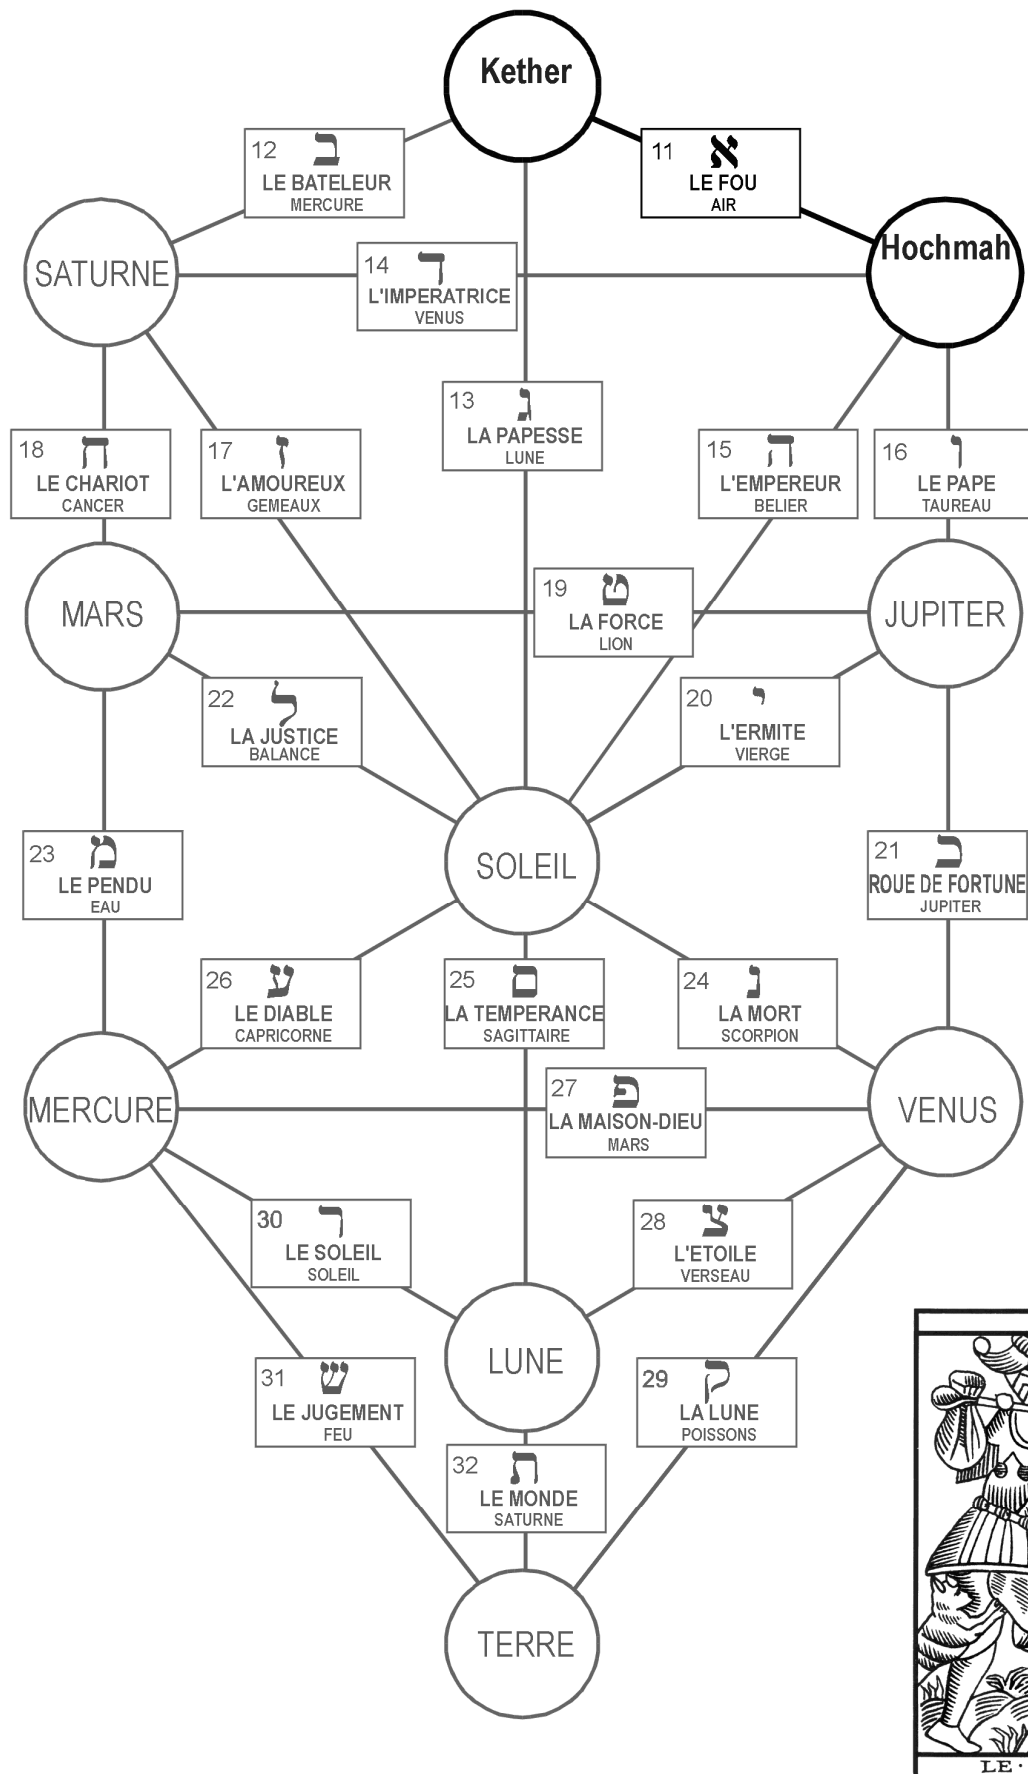 Kether
12 ב
LE BATELEUR
MERCURE
11 א
LE FOU
AIR
SATURNE
Hochmah
14 ד
L'IMPERATRICE
VENUS
13 ג
LA PAPESSE
LUNE
18 ח
LE CHARIOT
CANCER
17 ז
L'AMOUREUX
GEMEAUX
15 ה
L'EMPEREUR
BELIER
16 ו
LE PAPE
TAUREAU
MARS
19 ט
LA FORCE
LION
JUPITER
22 ל
LA JUSTICE
BALANCE
20 י
L'ERMITE
VIERGE
23 מ
LE PENDU
EAU
SOLEIL
21 כ
ROUE DE FORTUNE
JUPITER
26 ע
LE DIABLE
CAPRICORNE
25 ם
LA TEMPERANCE
SAGITTAIRE
24 נ
LA MORT
SCORPION
MERCURE
27 פ
LA MAISON-DIEU
MARS
VENUS
30 ר
LE SOLEIL
SOLEIL
28 צ
L'ETOILE
VERSEAU
LUNE
31 ש
LE JUGEMENT
FEU
29 ק
LA LUNE
POISSONS
32 ת
LE MONDE
SATURNE
TERRE
LE ·